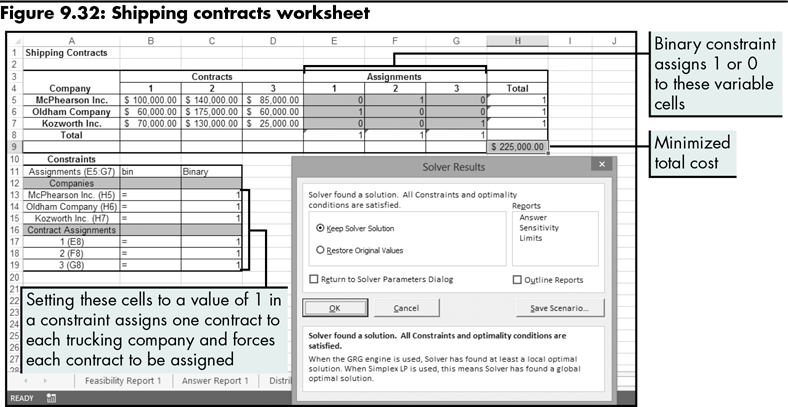 Figure 9.32: Shipping contracts worksheet
A B C D E F G H I J
1 Shipping Contracts
2
3 Contracts Assignments
4 Company 1 2 3 1 2 3 Total
5 McPhearson Inc. $ 100,000.00 $ 140,000.00 $ 85,000.00 0 1 0 1
6 Oldham Company $ 60,000.00 $ 175,000.00 $ 60,000.00 1 0 0 1
7 Kozworth Inc. $ 70,000.00 $ 130,000.00 $ 25,000.00 0 0 1 1
8 Total 1 1 1
9 $ 225,000.00
10 Constraints
11 Assignments (E5:G7) bin Binary
12 Companies
13 McPhearson Inc. (H5) = 1
14 Oldham Company (H6) = 1
15 Kozworth Inc. (H7) = 1
16 Contract Assignments
17 1 (E8) = 1
18 2 (F8) = 1
19 3 (G8) = 1
20
21
22
23
24
25
26
27
28
Binary constraint
assigns 1 or 0
to these variable
cells
Minimized
total cost
Setting these cells to a value of 1 in
a constraint assigns one contract to
each trucking company and forces
each contract to be assigned
Solver Results
Solver found a solution. All Constraints and optimality
conditions are satisfied.
Reports
Keep Solver Solution
Restore Original Values
Answer
Sensitivity
Limits
Return to Solver Parameters Dialog
Outline Reports
OK
Cancel
Save Scenario...
Solver found a solution. All Constraints and optimality conditions are
satisfied.
When the GRG engine is used, Solver has found at least a local optimal
solution. When Simplex LP is used, this means Solver has found a global
optimal solution.
Feasibility Report 1 Answer Report 1 Distri
READY